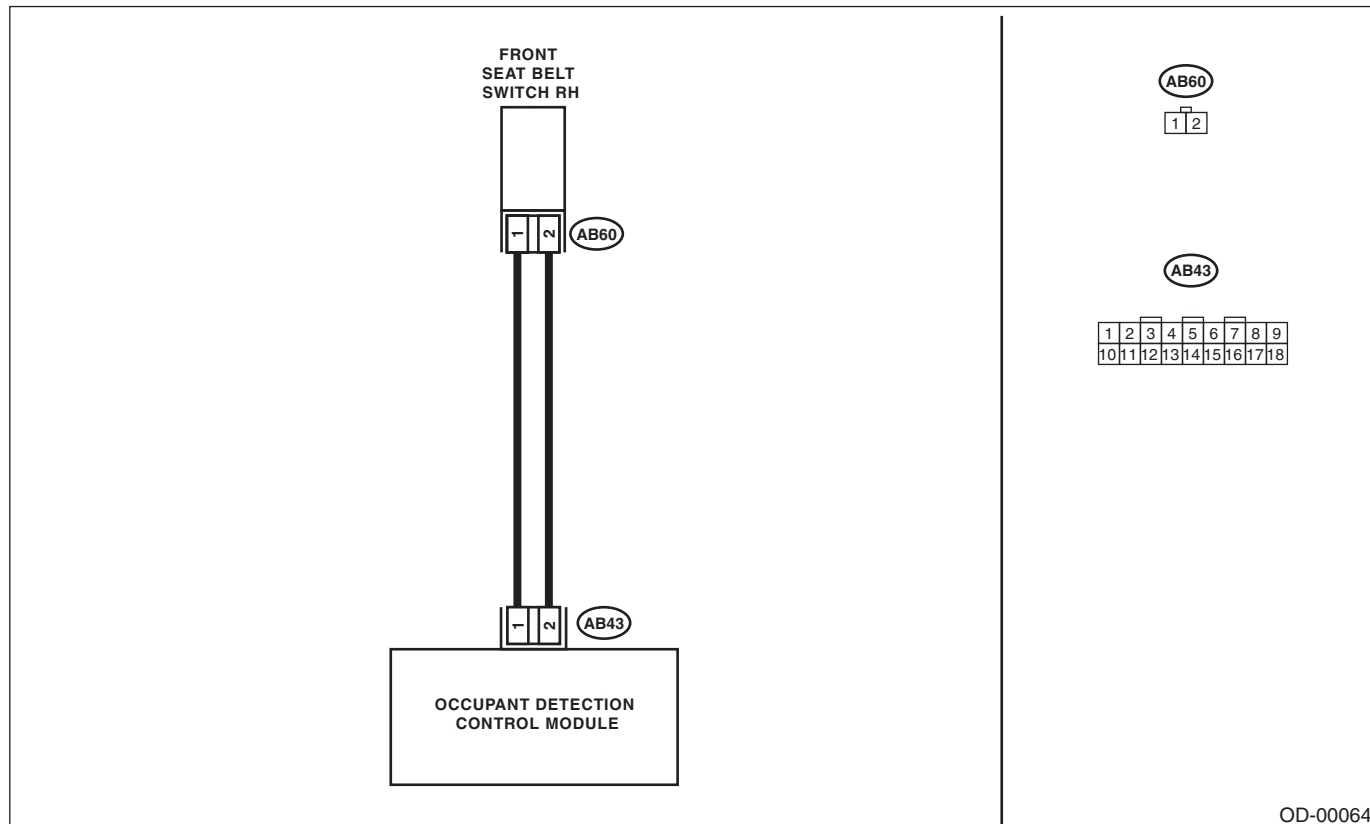 FRONT
SEAT BELT
SWITCH RH
1 2
AB60
1 2
AB43
OCCUPANT DETECTION
CONTROL MODULE
AB60
1 2
AB43
1 2 3 4 5 6 7 8 9
10 11 12 13 14 15 16 17 18
OD-00064